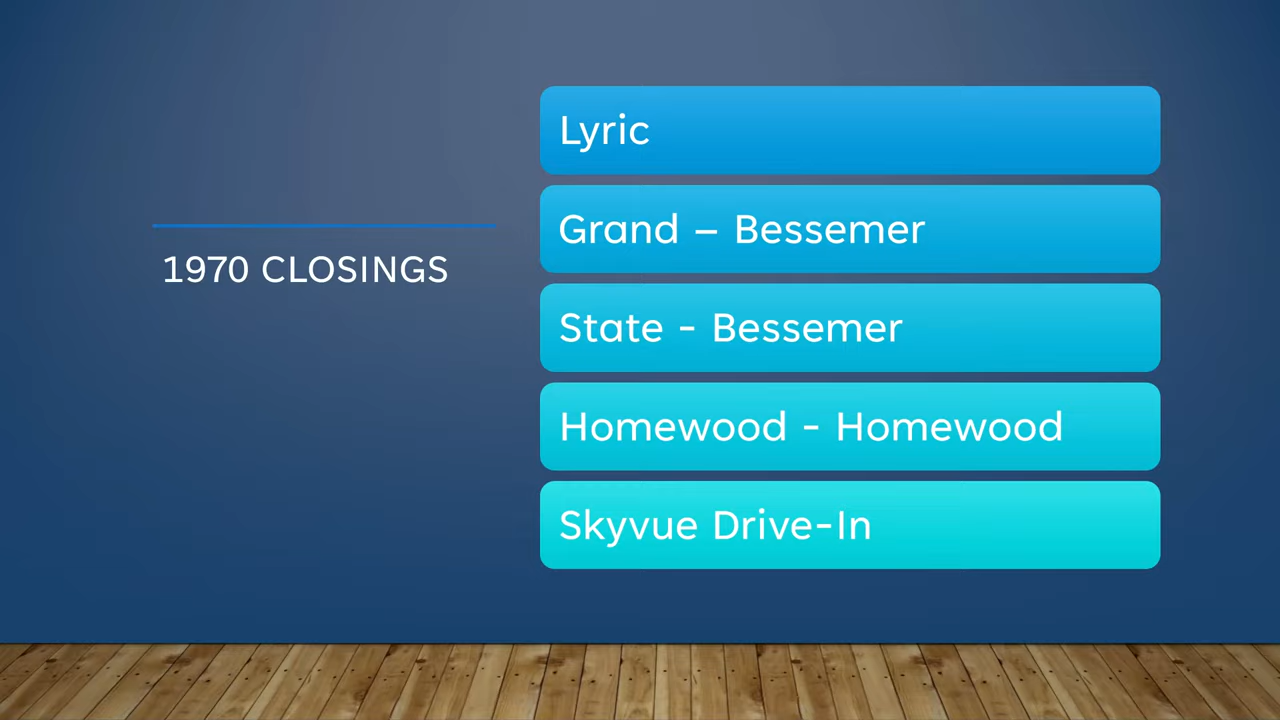 1970 CLOSINGS
Lyric
Grand – Bessemer
State - Bessemer
Homewood - Homewood
Skyvue Drive-In